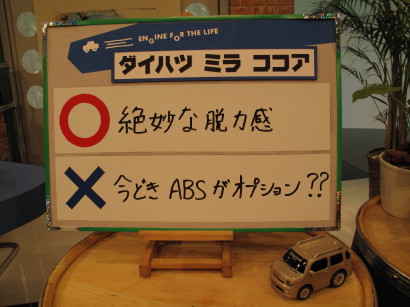 ENGINE FOR THE LIFE
ダイハツ ミラ ココア
○ 絶妙な脱力感
× 今どきABSがオプション??